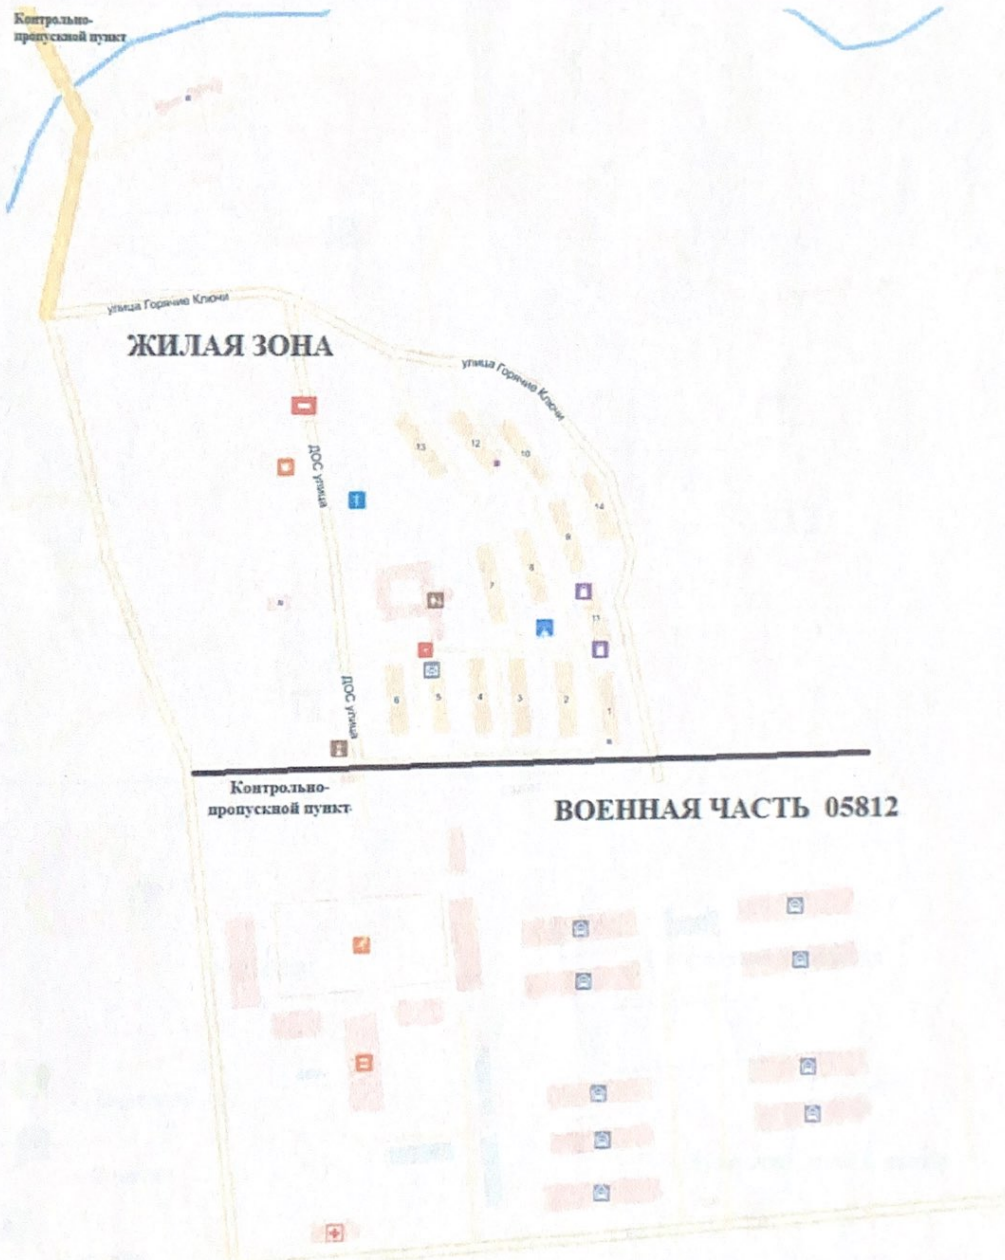 Контрольно-
пропускной пункт
улица Горячие Ключи
ЖИЛАЯ ЗОНА
улица Горячие Ключи
ДОС улица
13
12
10
14
9
8
7
11
ДОС улица
6
5
4
3
2
1
Контрольно-
пропускной пункт
ВОЕННАЯ ЧАСТЬ 05812